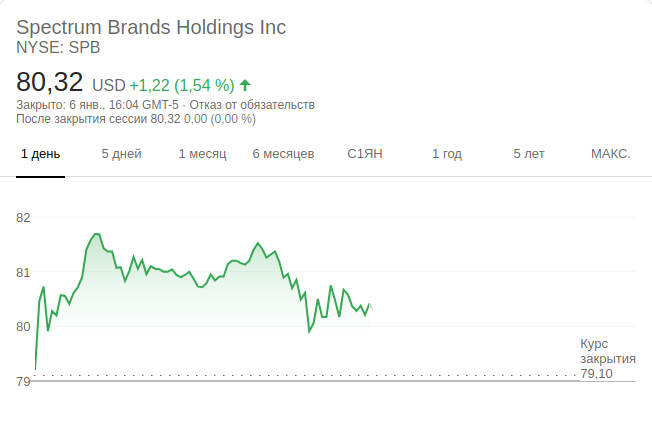 Spectrum Brands Holdings Inc
NYSE: SPB
80,32 USD +1,22 (1,54 %)
Закрыто: 6 янв., 16:04 GMT-5 · Отказ от обязательств
После закрытия сессии 80,32 0,00 (0,00 %)
1 день 5 дней 1 месяц 6 месяцев С1ЯН 1 год 5 лет МАКС.
82
81
80
79
Курс
закрытия
79,10